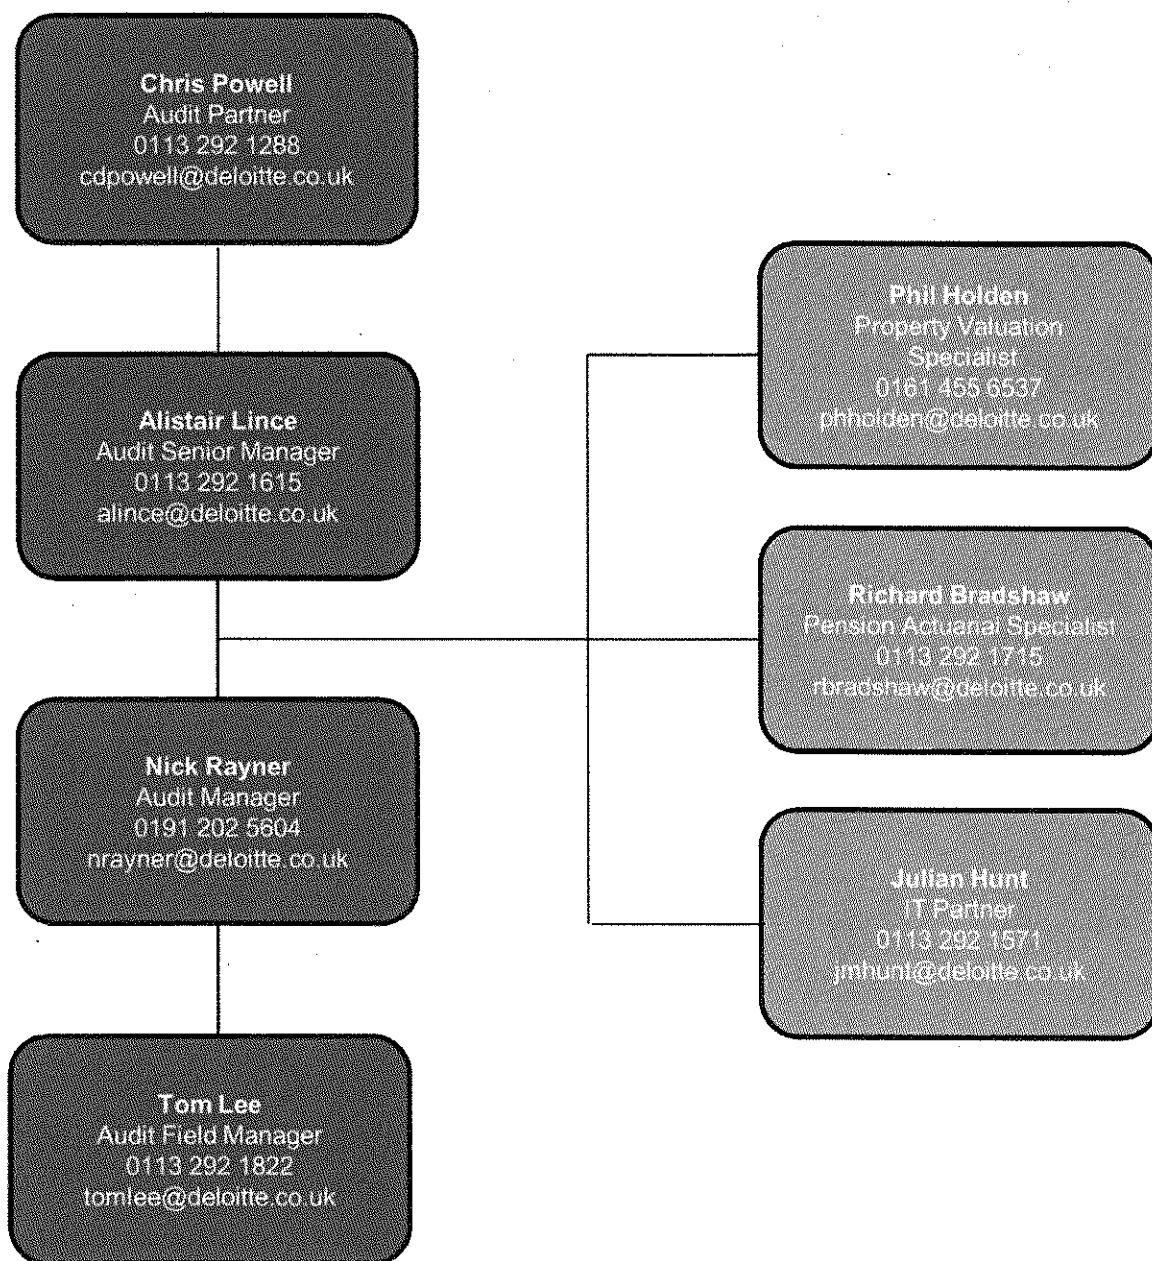 Chris Powell
Audit Partner
0113 292 1288
cdpowell@deloitte.co.uk
Alistair Lince
Audit Senior Manager
0113 292 1615
alince@deloitte.co.uk
Nick Rayner
Audit Manager
0191 202 5604
nrayner@deloitte.co.uk
Tom Lee
Audit Field Manager
0113 292 1822
tomlee@deloitte.co.uk
Phil Holden
Property Valuation
Specialist
0161 455 6537
phholden@deloitte.co.uk
Richard Bradshaw
Pension Actuarial Specialist
0113 292 1715
rbradshaw@deloitte.co.uk
Julian Hunt
IT Partner
0113 292 1571
jmhunt@deloitte.co.uk